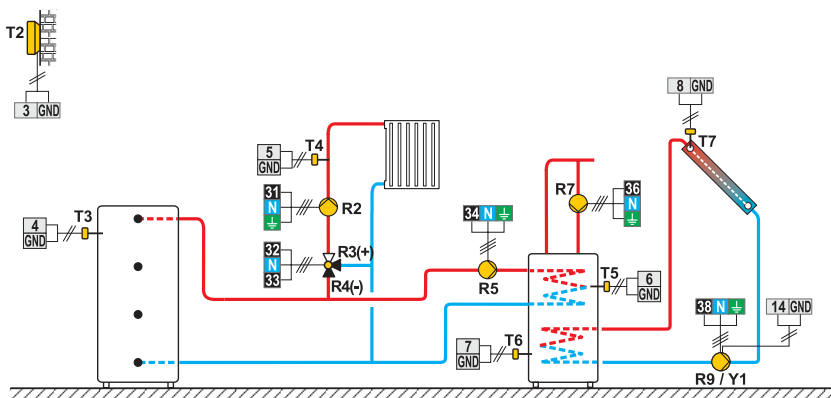 T2
3 GND
8 GND
T7
5
GND
T4
31
N
R2
R7
36
N
34 N
4
GND
T3
32
N
33
R3(+)
R4(-)
R5
T5
6
GND
38 N
14 GND
7
GND
T6
R9 / Y1